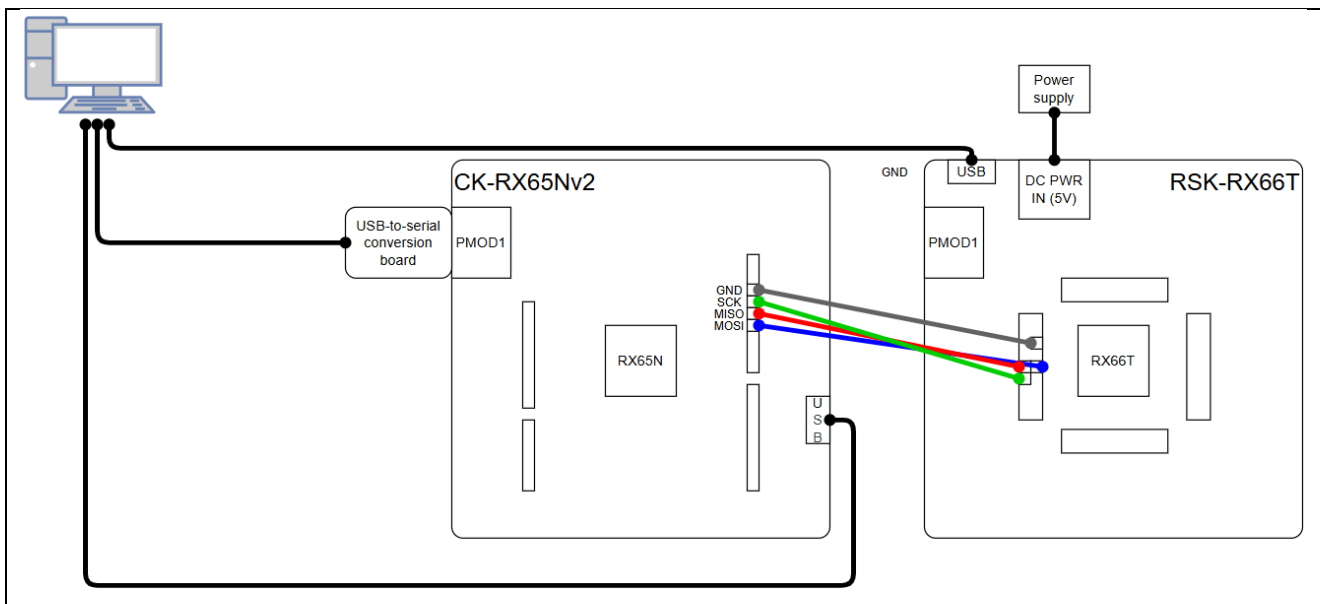 Power
supply
CK-RX65Nv2
GND
USB
DC PWR
IN (5V)
RSK-RX66T
USB-to-serial
conversion
board
PMOD1
PMOD1
GND
SCK
MISO
MOSI
RX65N
RX66T
U
S
B